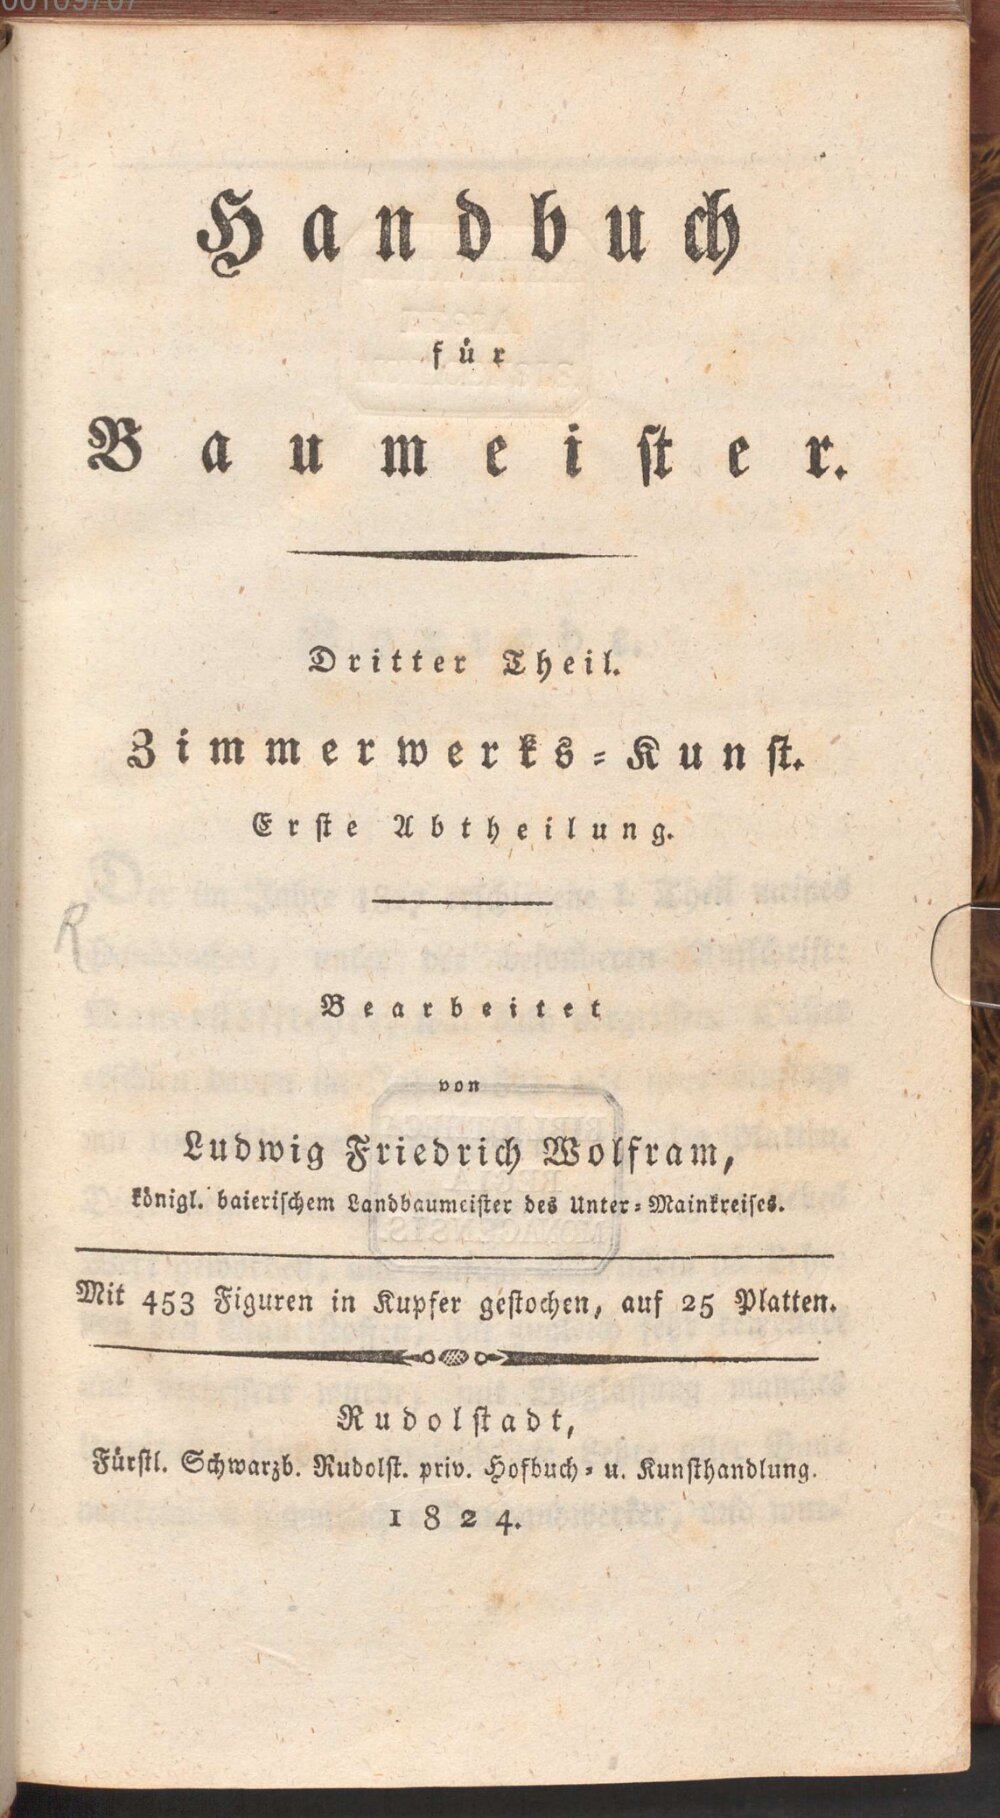 Handbuch
für
Baumeister.
Dritter Theil.
Zimmerwerks-Kunst.
Erste Abtheilung.
R
Bearbeitet
von
Ludwig Friedrich Wolfram,
königl. baierischem Landbaumeister des Unter-Mainkreises.
Mit 453 Figuren in Kupfer gestochen, auf 25 Platten.
Rudolstadt,
Fürstl. Schwarzb. Rudolst. priv. Hofbuch- u. Kunsthandlung.
1824.